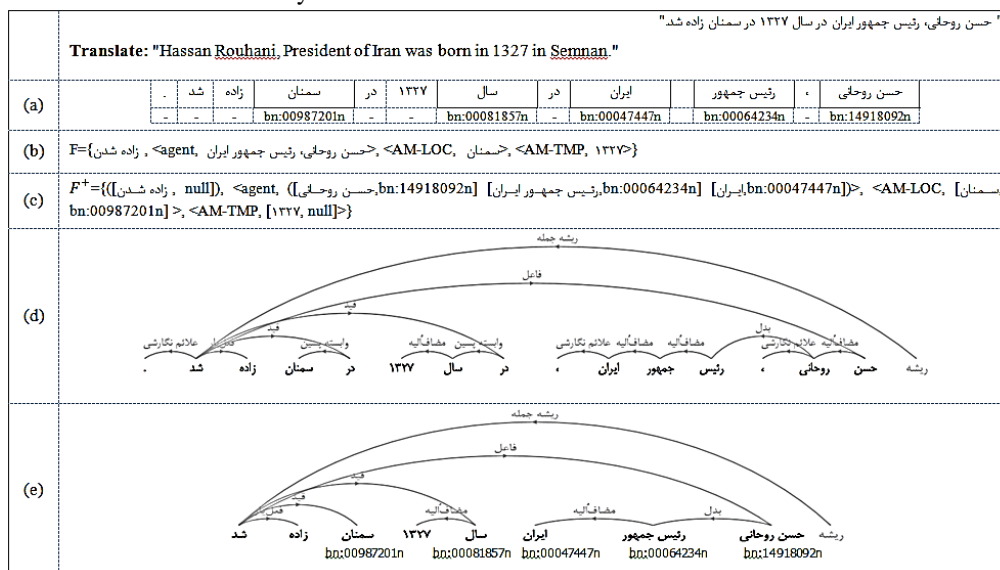 " حسن روحانی، رئیس جمهور ایران در سال ۱۳۲۷ در سمنان زاده شد."
Translate: "Hassan Rouhani, President of Iran was born in 1327 in Semnan."
(a)
حسن روحانی ، رئیس جمهور ایران در سال ۱۳۲۷ در سمنان زاده شد .
bn:14918092n - bn:00064234n bn:00047447n - bn:00081857n - - bn:00987201n - - -
(b) F={زاده شدن , <agent, حسن روحانی، رئیس جمهور ایران>, <AM-LOC, سمنان>, <AM-TMP, ۱۳۲۷>}
(c) F⁺={([زاده شدن , null]), <agent, ([حسن روحانی,bn:14918092n] [رئیس جمهور ایران,bn:00064234n] [ایران,bn:00047447n])>, <AM-LOC, [سمنان,
bn:00987201n] >, <AM-TMP, [۱۳۲۷, null]>}
(d)
ریشه جمله
فاعل
قید
قید
بدل
علائم نگارشی مضاف‌الیه علائم نگارشی مضاف‌الیه مضاف‌الیه وابسته پسین مضاف‌الیه وابسته پسین علائم نگارشی
ریشه حسن روحانی ، رئیس جمهور ایران ، در سال ۱۳۲۷ در سمنان زاده شد .
(e)
ریشه جمله
فاعل
قید
قید
بدل مضاف‌الیه مضاف‌الیه
ریشه حسن روحانی رئیس جمهور ایران سال ۱۳۲۷ سمنان زاده شد
bn:00987201n bn:00081857n bn:00047447n bn:00064234n bn:14918092n